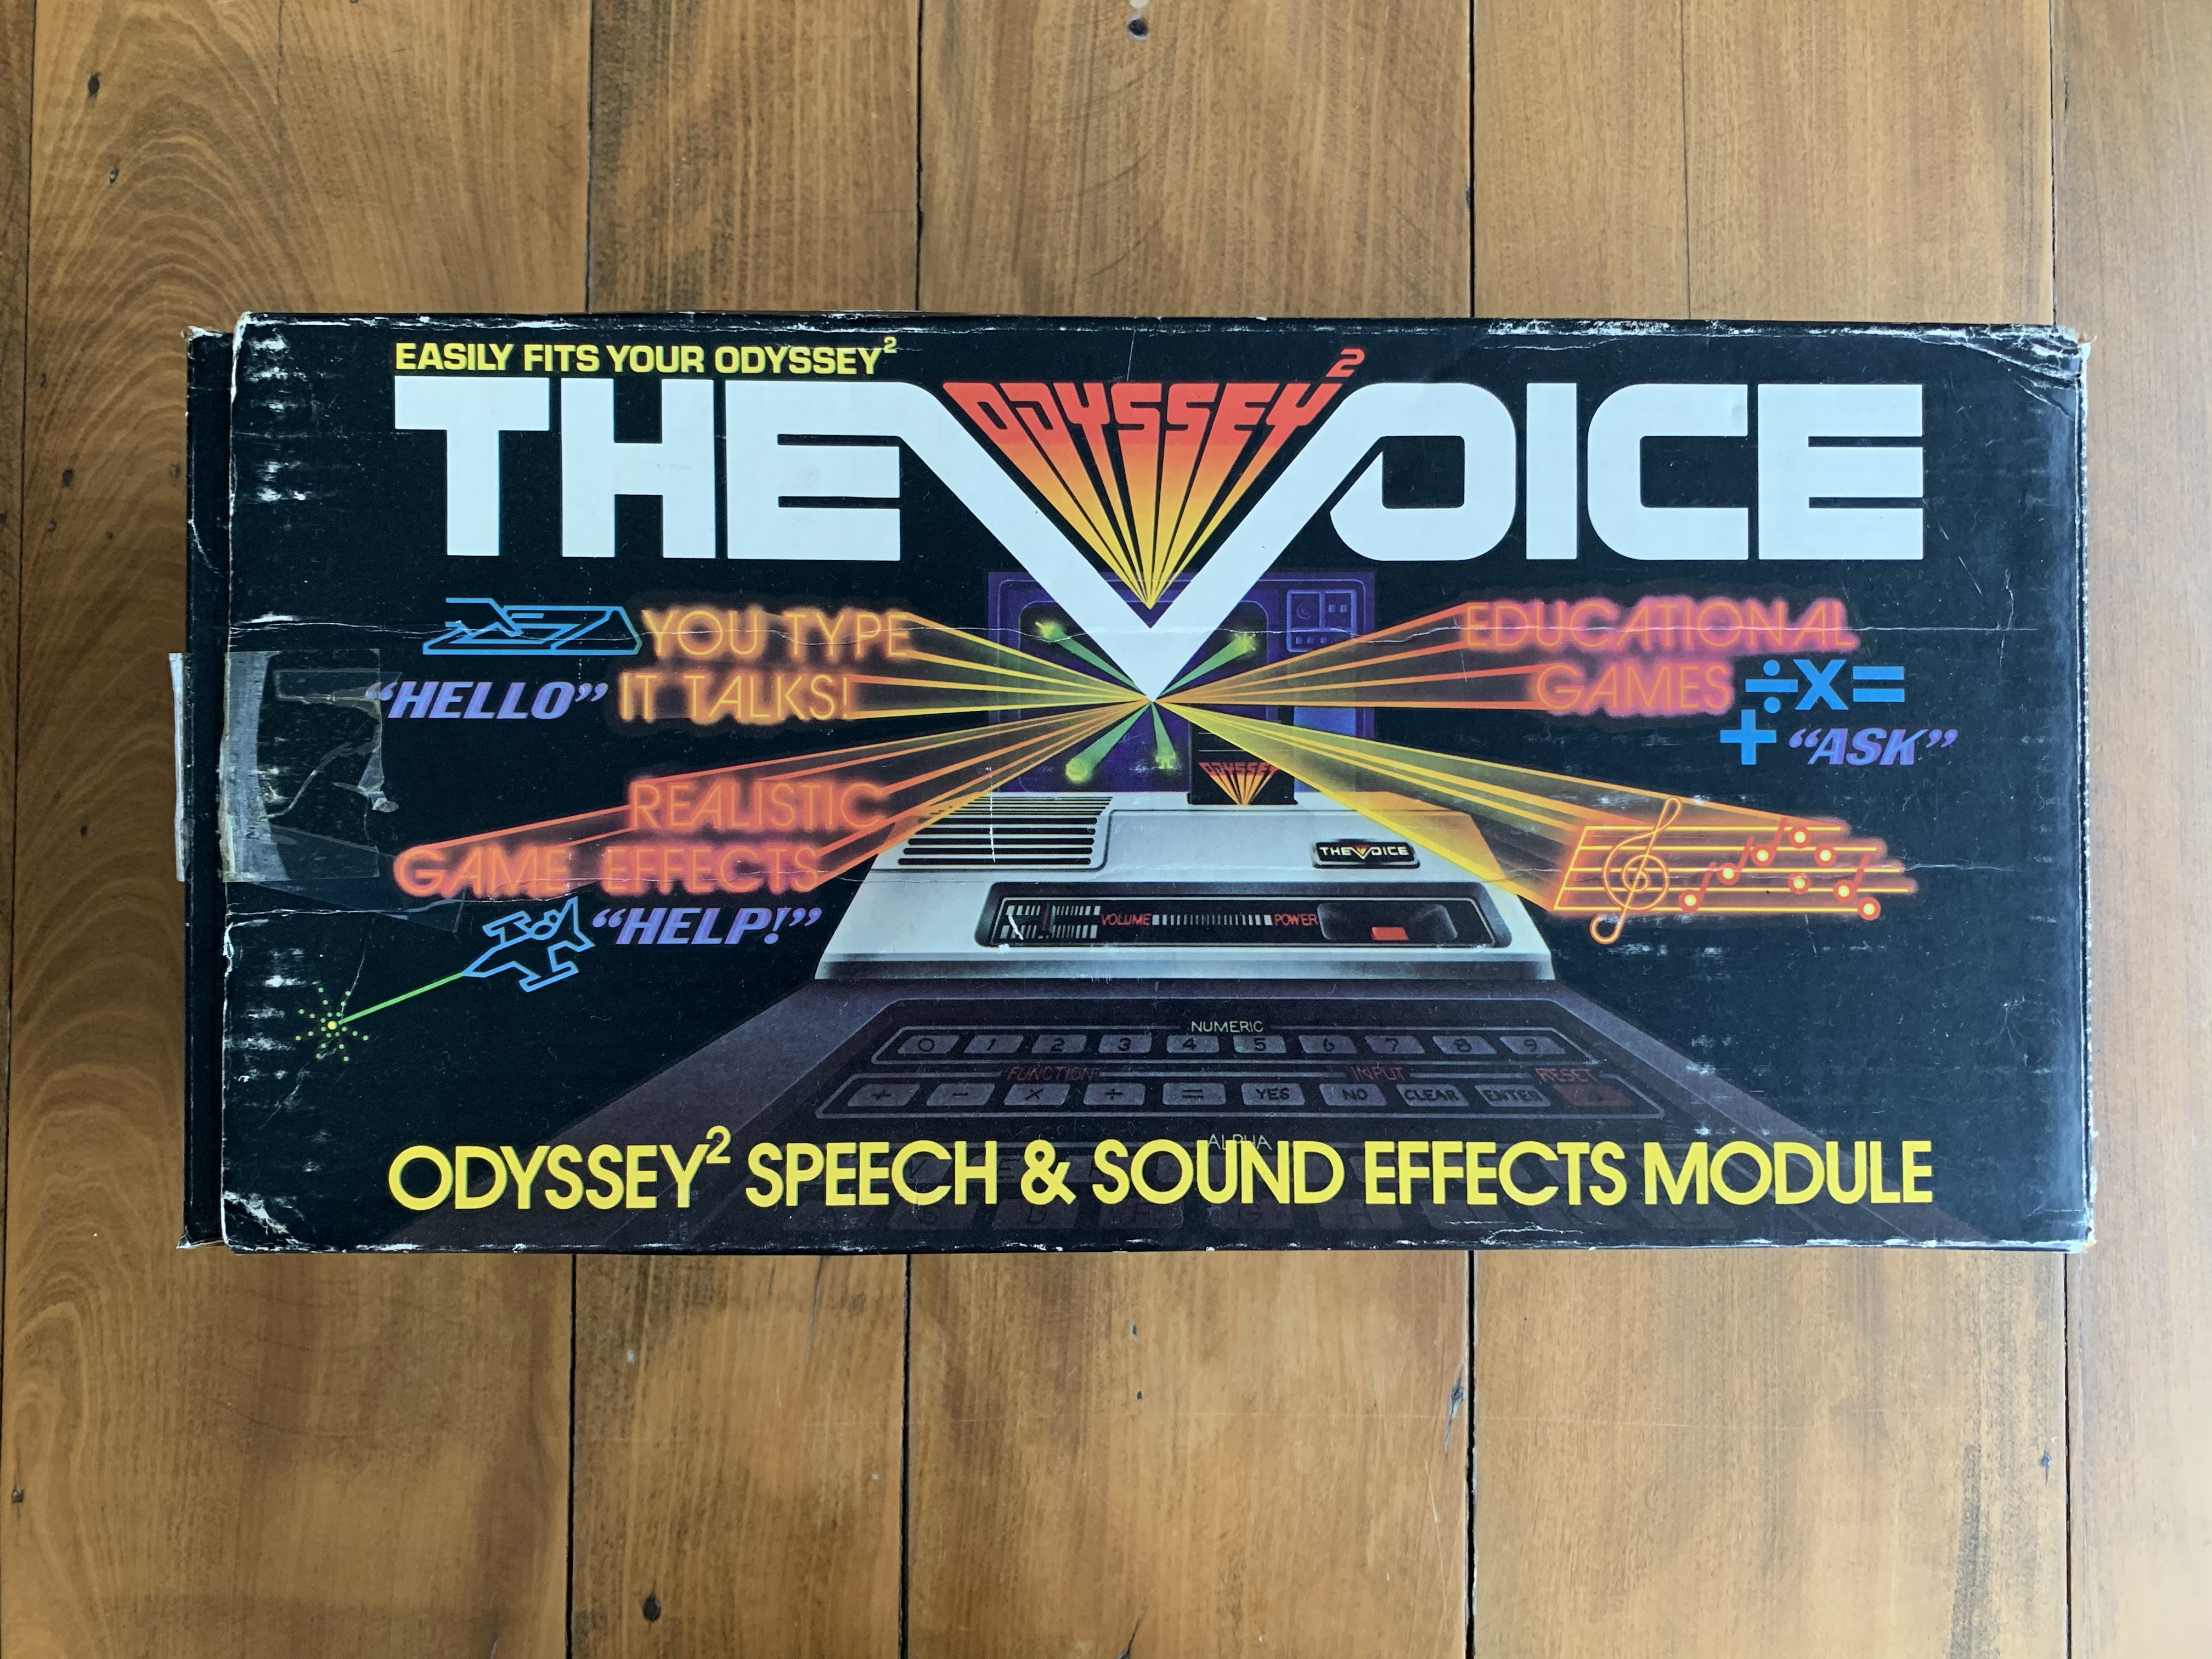 EASILY FITS YOUR ODYSSEY²
THE VOICE
ODYSSEY²
YOU TYPE
"HELLO" IT TALKS!
EDUCATIONAL
GAMES ÷ X =
+ "ASK"
REALISTIC
GAME EFFECTS
"HELP!"
ODYSSEY
THE VOICE
VOLUME POWER
NUMERIC
0 1 2 3 4 5 6 7 8 9
FUNCTION INPUT RESET
+ − × ÷ = YES NO CLEAR ENTER
ALPHA
ODYSSEY² SPEECH & SOUND EFFECTS MODULE